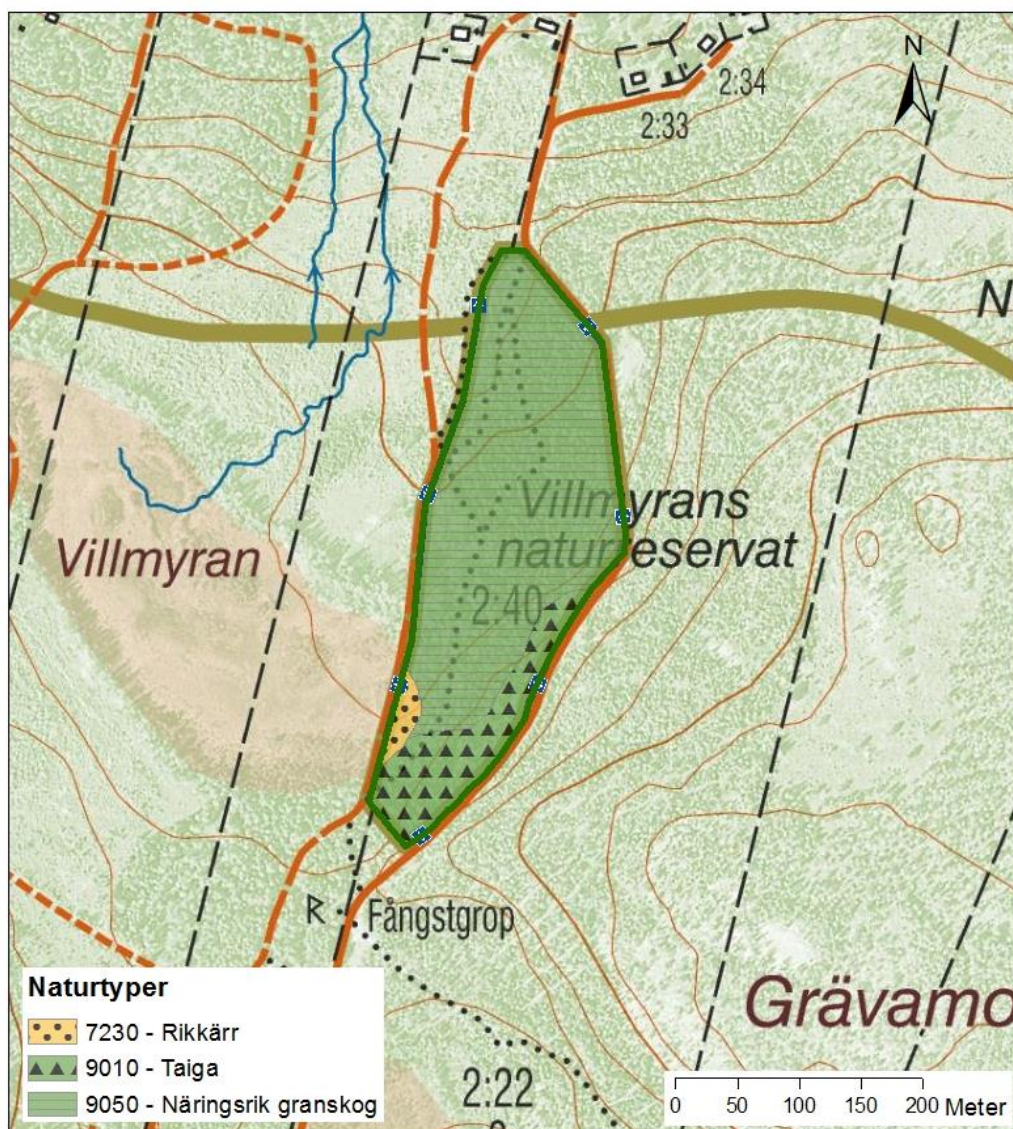 N
2:34
2:33
N
Villmyrans
naturreservat
Villmyran
2:40
R
Fångstgrop
Grävamo
2:22
Naturtyper
7230 - Rikkärr
9010 - Taiga
9050 - Näringsrik granskog
0 50 100 150 200 Meter